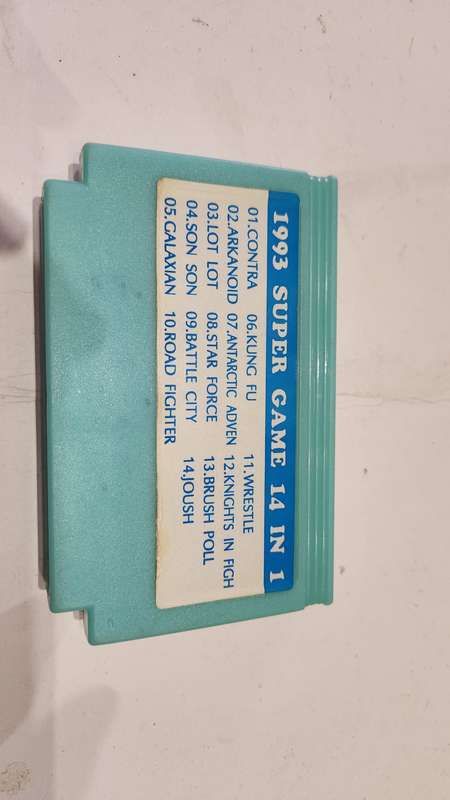 1993 SUPER GAME 14 IN 1
01.CONTRA 06.KUNG FU 11.WRESTLE
02.ARKANOID 07.ANTARCTIC ADVEN 12.KNIGHTS IN FIGH
03.LOT LOT 08.STAR FORCE 13.BRUSH POLL
04.SON SON 09.BATTLE CITY 14.JOUSH
05.GALAXIAN 10.ROAD FIGHTER